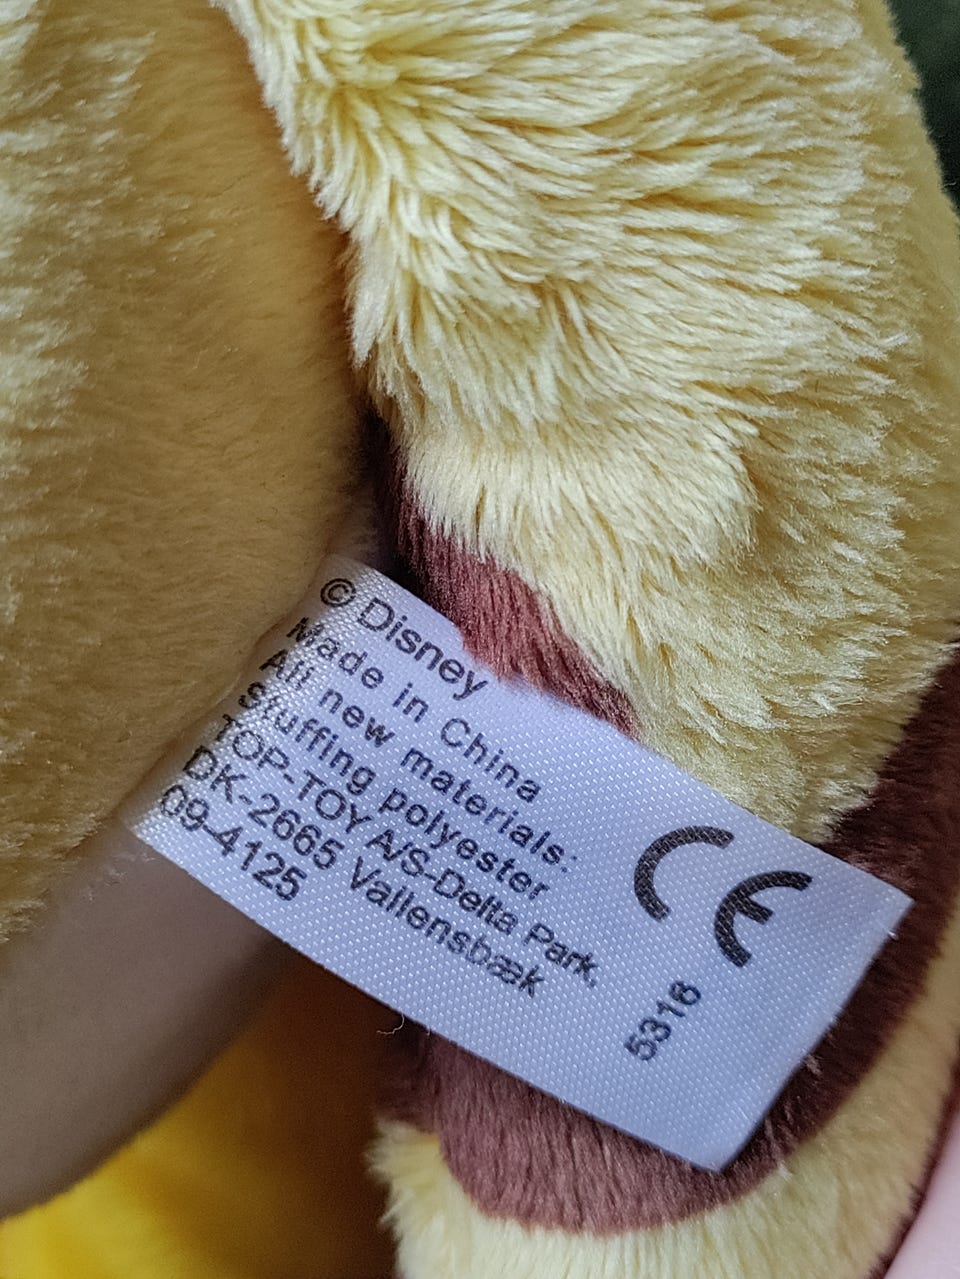 © Disney
Made in China
All new materials:
Stuffing polyester
TOP-TOY A/S-Delta Park,
DK-2665 Vallensbæk
09-4125
CE
5316